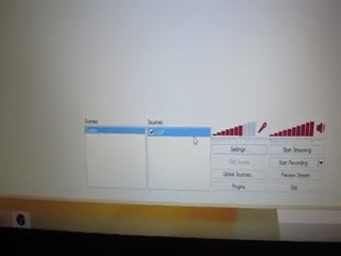 Scenes
Sources
Settings
Start Streaming
Edit Scene
Start Recording
Global Sources
Preview Stream
Plugins
Exit